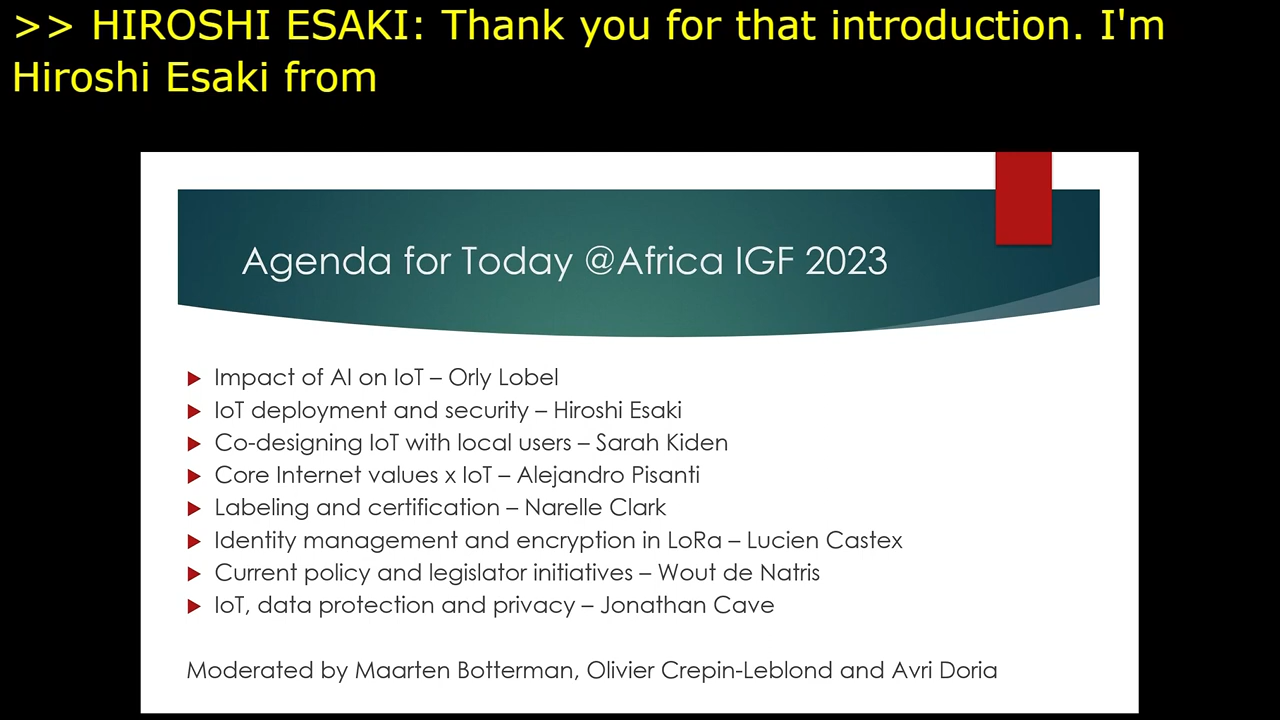 >> HIROSHI ESAKI: Thank you for that introduction. I'm
Hiroshi Esaki from
Agenda for Today @Africa IGF 2023
Impact of AI on IoT – Orly Lobel
IoT deployment and security – Hiroshi Esaki
Co-designing IoT with local users – Sarah Kiden
Core Internet values x IoT – Alejandro Pisanti
Labeling and certification – Narelle Clark
Identity management and encryption in LoRa – Lucien Castex
Current policy and legislator initiatives – Wout de Natris
IoT, data protection and privacy – Jonathan Cave
Moderated by Maarten Botterman, Olivier Crepin-Leblond and Avri Doria